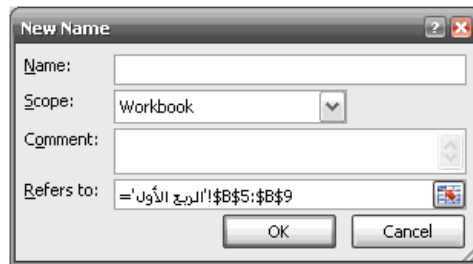 New Name
Name:
Scope:
Workbook
Comment:
Refers to:
='الربع الأول'!$B$5:$B$9
OK
Cancel